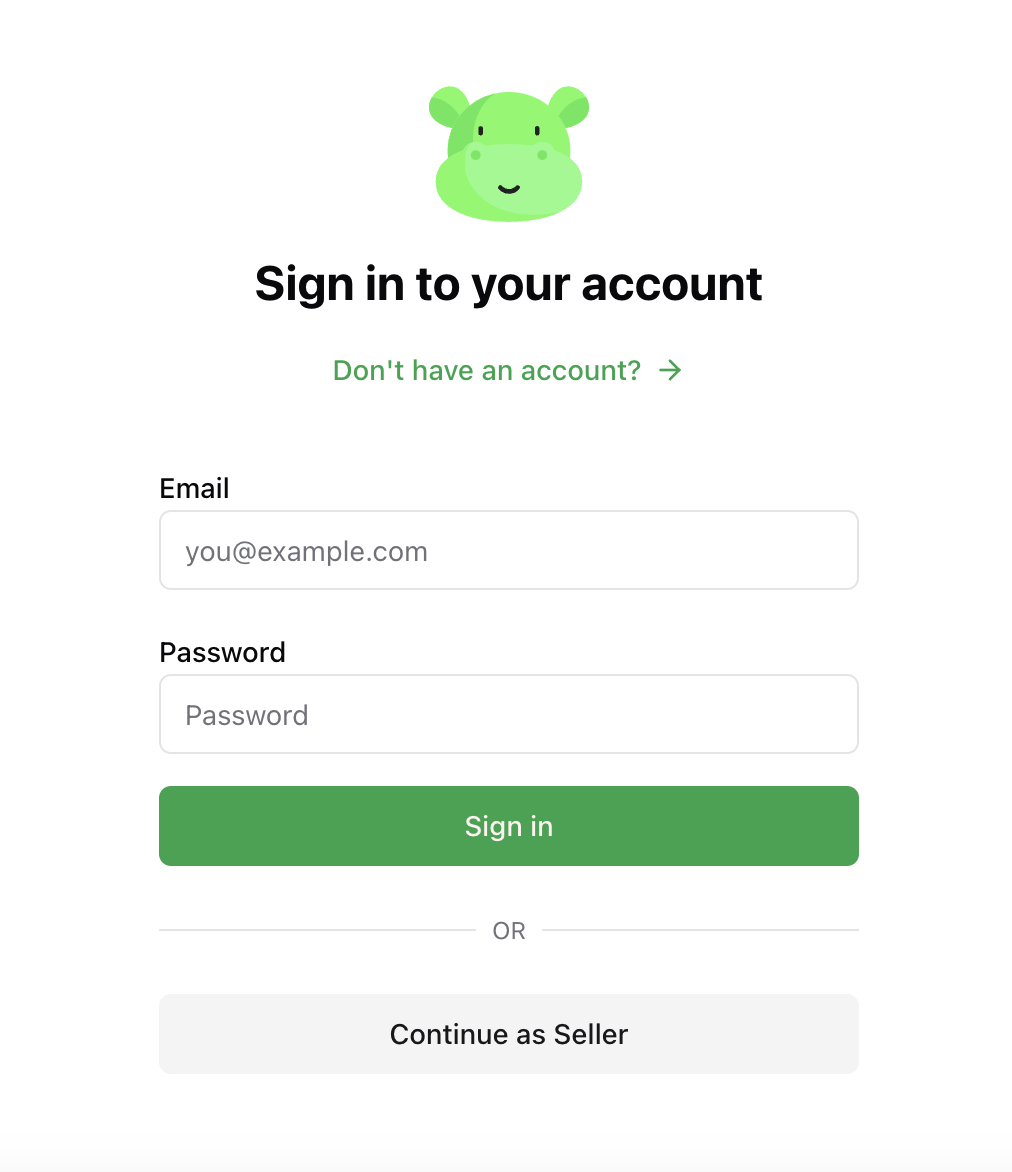 Sign in to your account
Don't have an account? →
Email
you@example.com
Password
Password
Sign in
OR
Continue as Seller